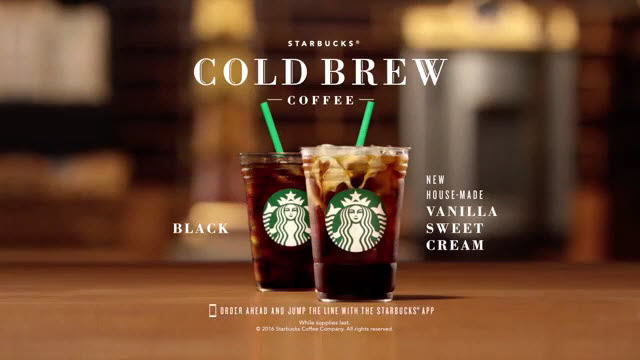 STARBUCKS®
COLD BREW
COFFEE
BLACK
NEW
HOUSE-MADE
VANILLA
SWEET
CREAM
ORDER AHEAD AND JUMP THE LINE WITH THE STARBUCKS® APP
While supplies last.
© 2016 Starbucks Coffee Company. All rights reserved.